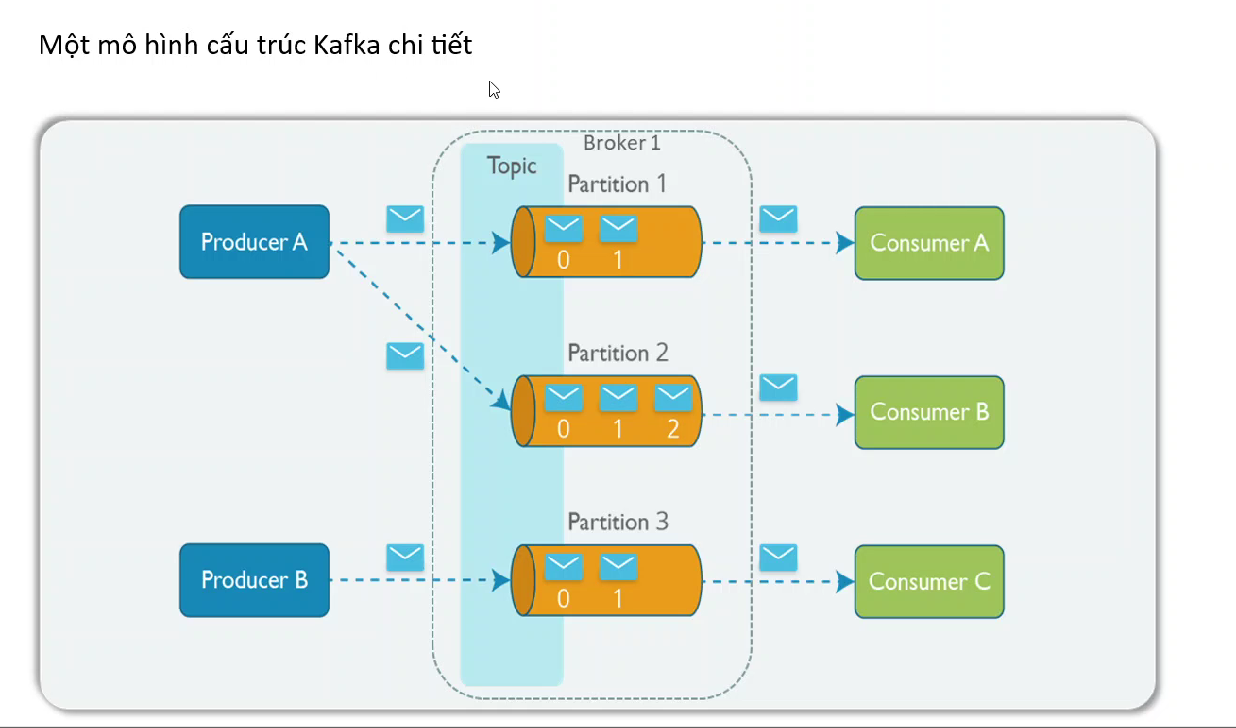 Một mô hình cấu trúc Kafka chi tiết
Broker 1
Topic
Partition 1
Producer A
0 1
Consumer A
Partition 2
0 1 2
Consumer B
Partition 3
Producer B
0 1
Consumer C